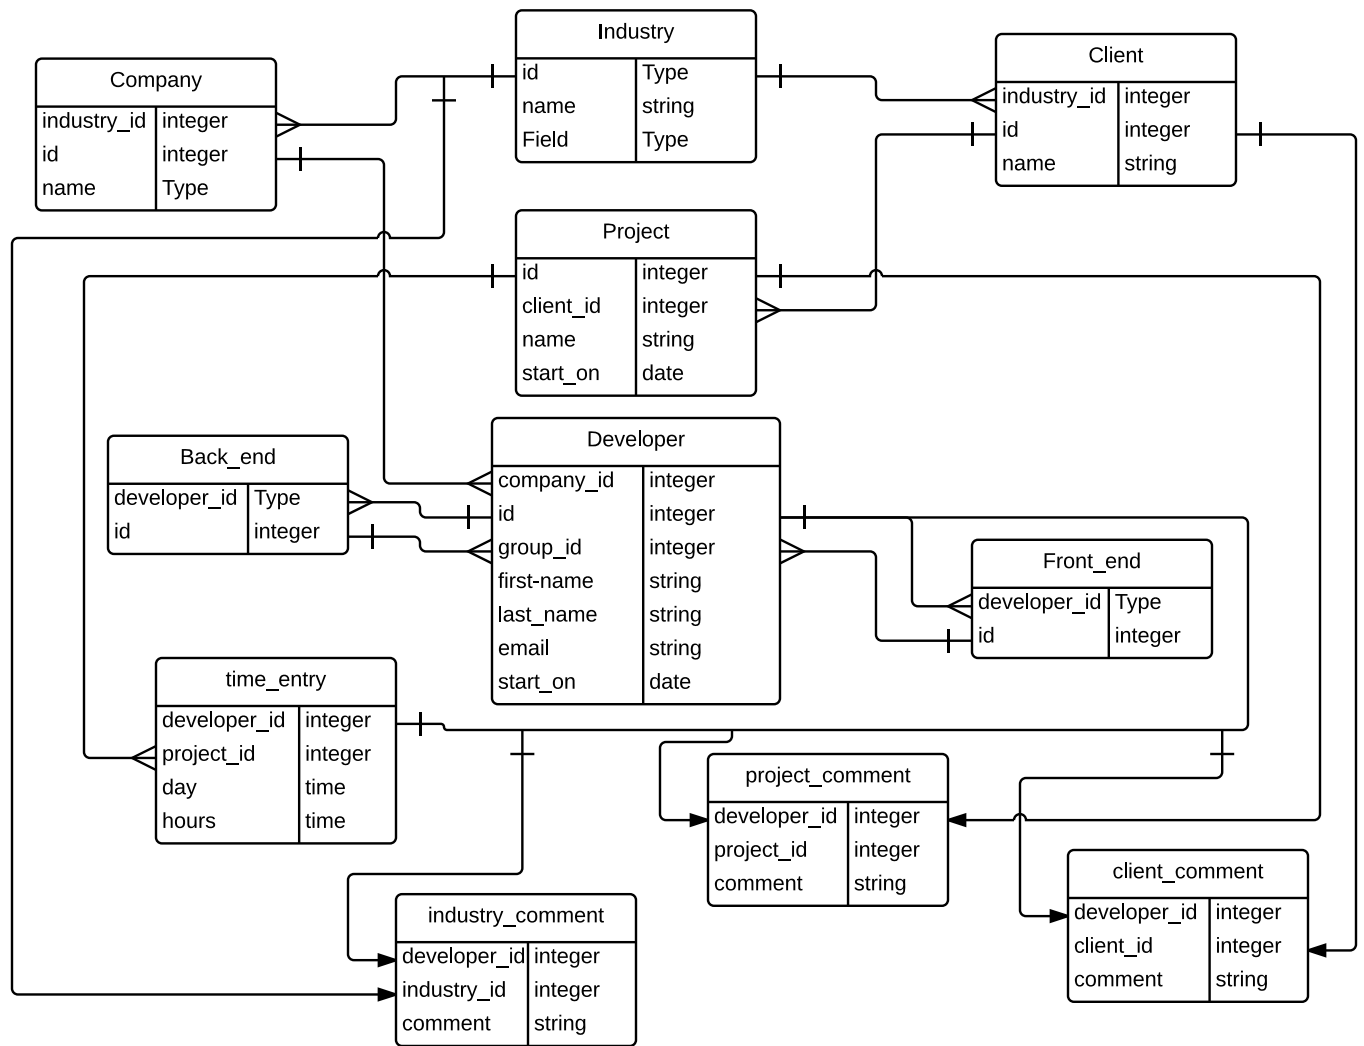 Industry
id Type
name string
Field Type
Client
industry_id integer
id integer
name string
Company
industry_id integer
id integer
name Type
Project
id integer
client_id integer
name string
start_on date
Developer
company_id integer
id integer
group_id integer
first-name string
last_name string
email string
start_on date
Back_end
developer_id Type
id integer
Front_end
developer_id Type
id integer
time_entry
developer_id integer
project_id integer
day time
hours time
project_comment
developer_id integer
project_id integer
comment string
client_comment
developer_id integer
client_id integer
comment string
industry_comment
developer_id integer
industry_id integer
comment string